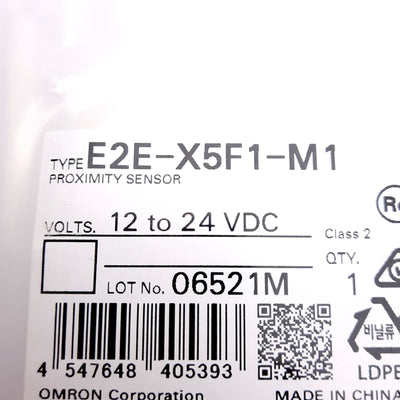 TYPE E2E-X5F1-M1
PROXIMITY SENSOR
VOLTS. 12 to 24 VDC
Class 2
QTY.
LOT No. 06521M 1
비닐류
4 547648 405393
LDPE
OMRON Corporation MADE IN CHINA